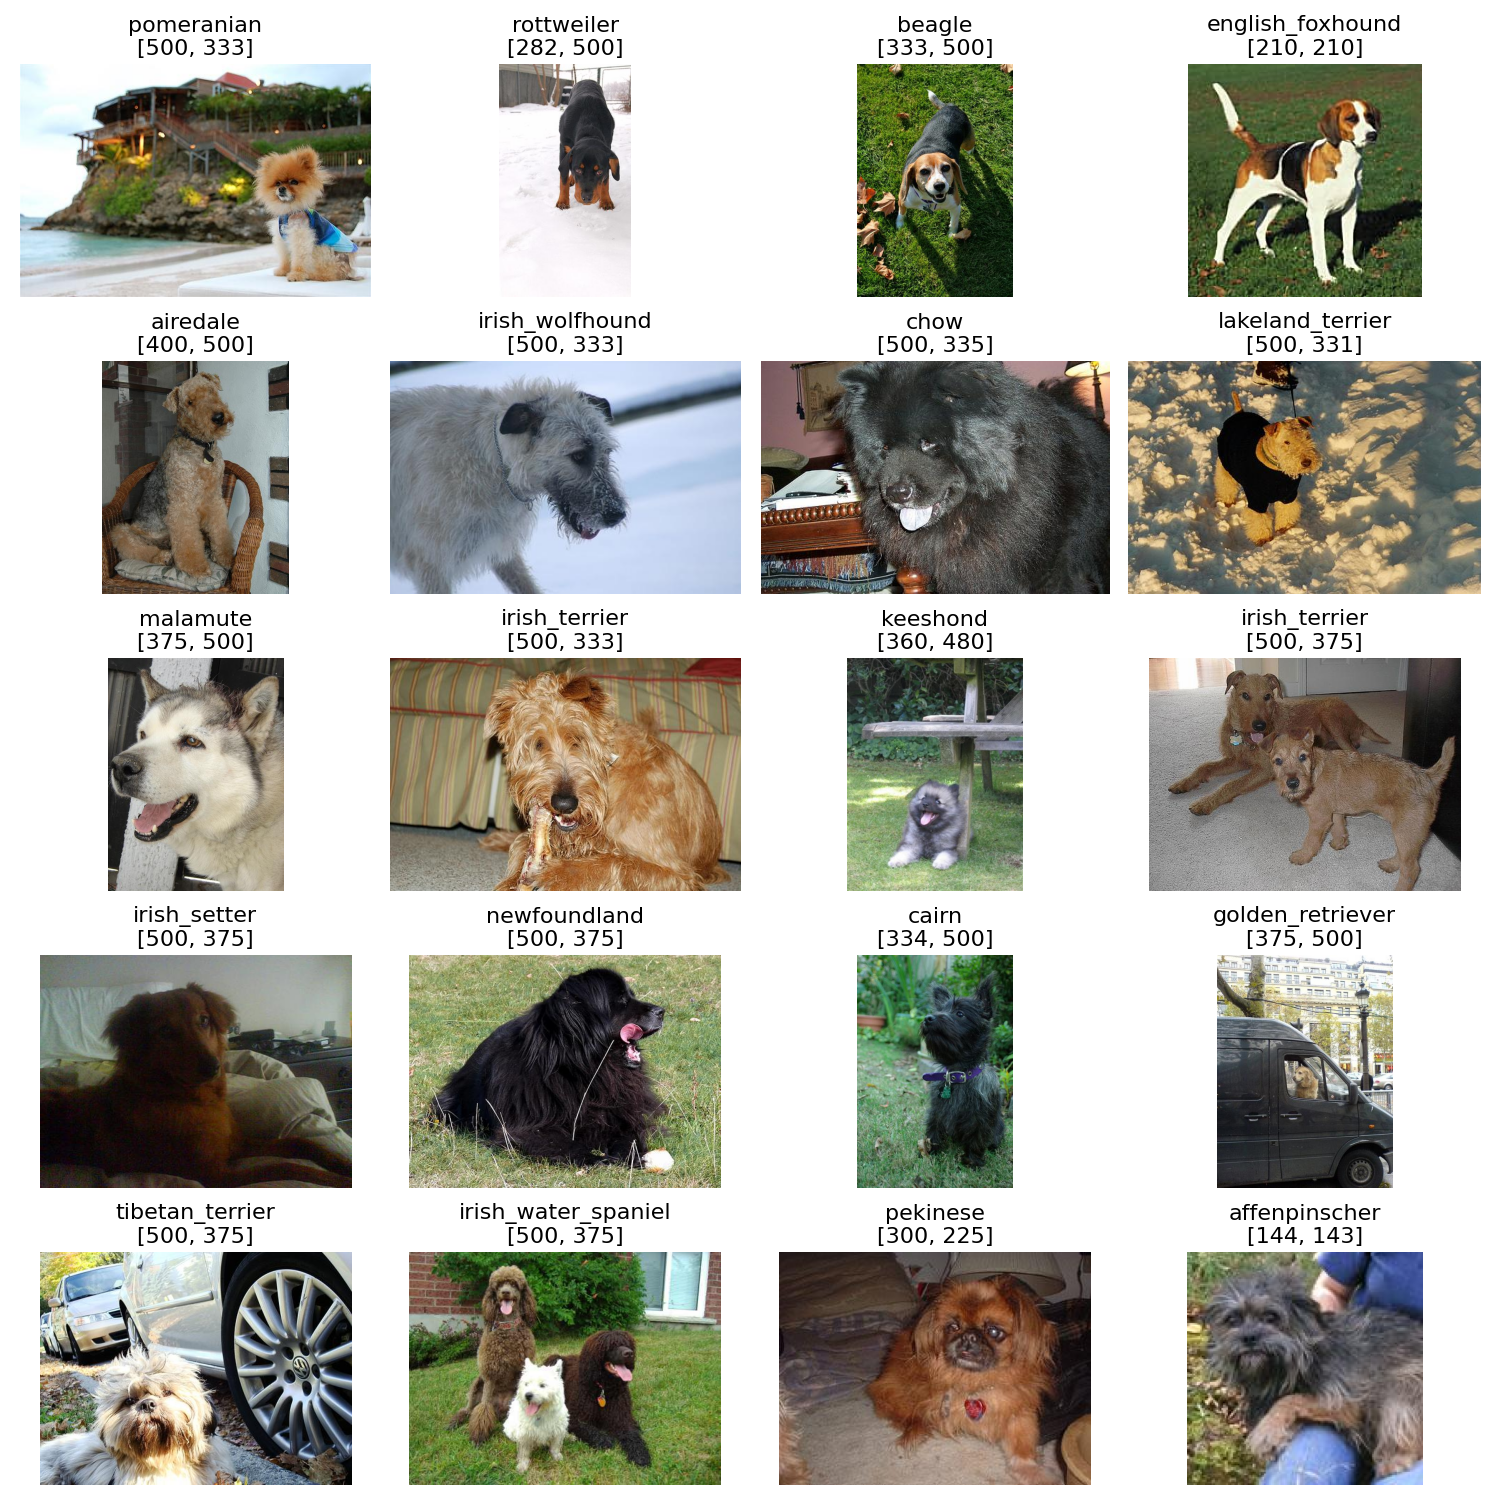 pomeranian
[500, 333]
rottweiler
[282, 500]
beagle
[333, 500]
english_foxhound
[210, 210]
airedale
[400, 500]
irish_wolfhound
[500, 333]
chow
[500, 335]
lakeland_terrier
[500, 331]
malamute
[375, 500]
irish_terrier
[500, 333]
keeshond
[360, 480]
irish_terrier
[500, 375]
irish_setter
[500, 375]
newfoundland
[500, 375]
cairn
[334, 500]
golden_retriever
[375, 500]
tibetan_terrier
[500, 375]
irish_water_spaniel
[500, 375]
pekinese
[300, 225]
affenpinscher
[144, 143]